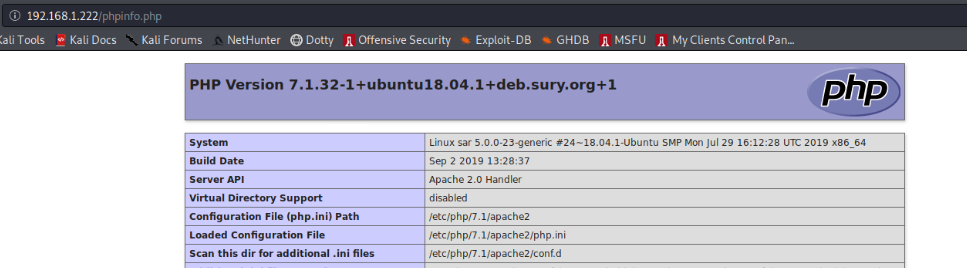 192.168.1.222/phpinfo.php
Kali Tools Kali Docs Kali Forums NetHunter Dotty Offensive Security Exploit-DB GHDB MSFU My Clients Control Pan...
PHP Version 7.1.32-1+ubuntu18.04.1+deb.sury.org+1
php
System Linux sar 5.0.0-23-generic #24~18.04.1-Ubuntu SMP Mon Jul 29 16:12:28 UTC 2019 x86_64
Build Date Sep 2 2019 13:28:37
Server API Apache 2.0 Handler
Virtual Directory Support disabled
Configuration File (php.ini) Path /etc/php/7.1/apache2
Loaded Configuration File /etc/php/7.1/apache2/php.ini
Scan this dir for additional .ini files /etc/php/7.1/apache2/conf.d